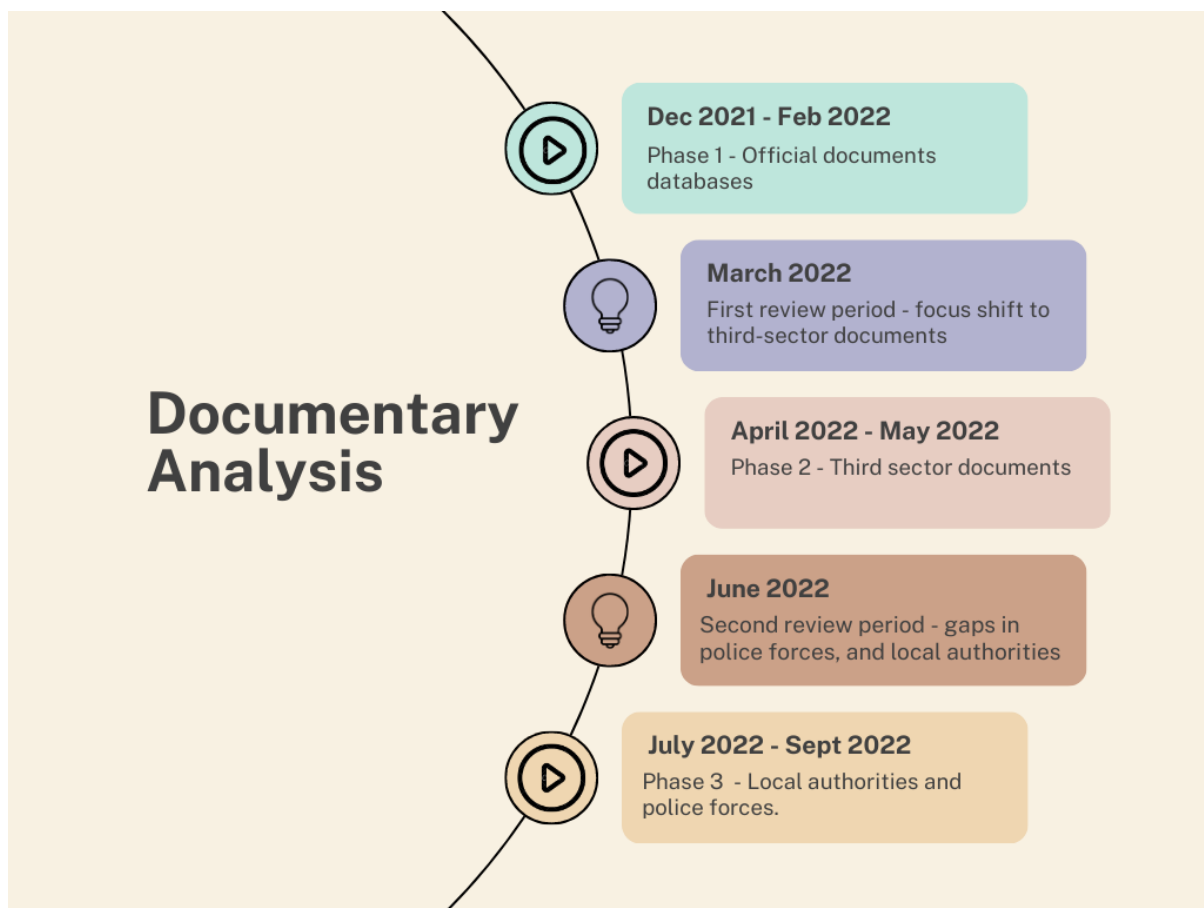 Documentary
Analysis
Dec 2021 - Feb 2022
Phase 1 - Official documents
databases
March 2022
First review period - focus shift to
third-sector documents
April 2022 - May 2022
Phase 2 - Third sector documents
June 2022
Second review period - gaps in
police forces, and local authorities
July 2022 - Sept 2022
Phase 3  - Local authorities and
police forces.